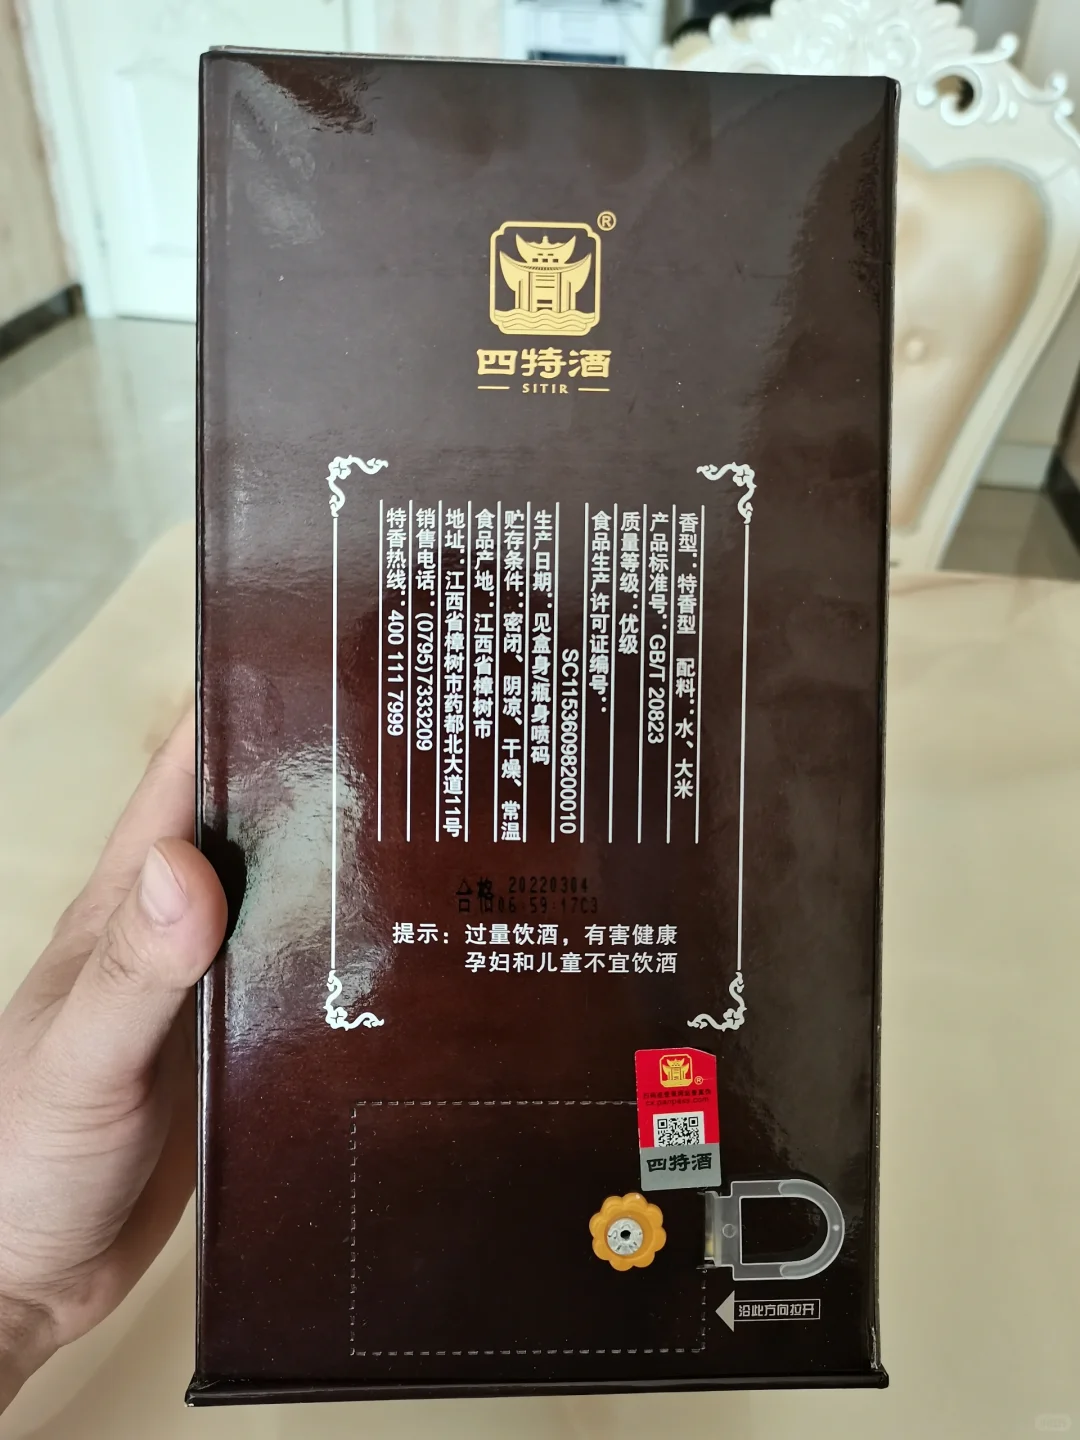 ®
四特酒
SITIR
香型：特香型 配料：水、大米
产品标准号：GB/T 20823
质量等级：优级
食品生产许可证编号：
SC11536098200010
生产日期：见盒身/瓶身喷码
贮存条件：密闭、阴凉、干燥、常温
食品产地：江西省樟树市
地址：江西省樟树市药都北大道11号
销售电话：(0795)7333209
特香热线：400 111 7999
合格 20220304
06:59:17C3
提示：过量饮酒，有害健康
孕妇和儿童不宜饮酒
®
四特酒
沿此方向拉开